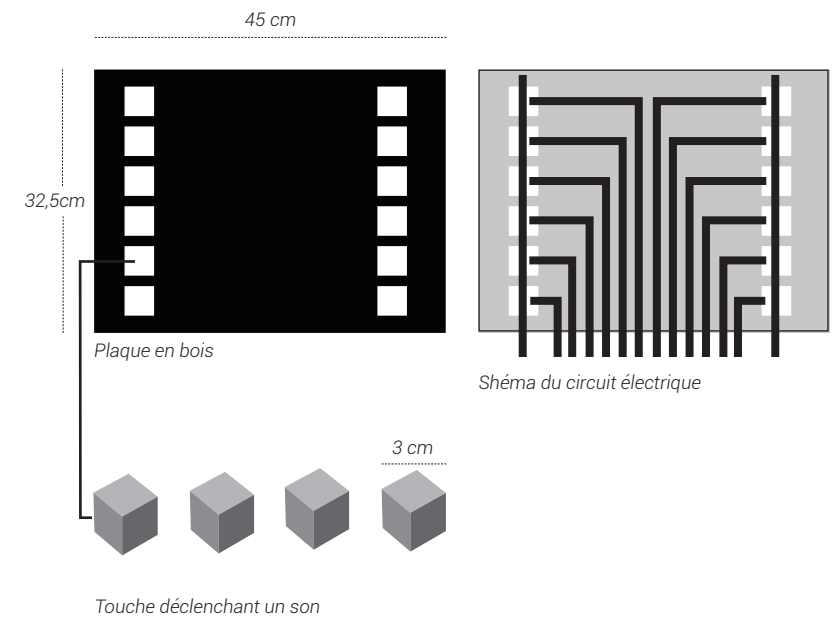 45 cm
32,5cm
Plaque en bois
Shéma du circuit électrique
3 cm
Touche déclenchant un son